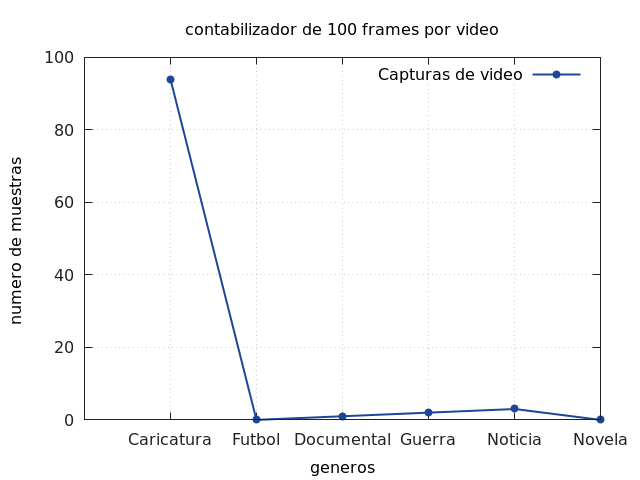 contabilizador de 100 frames por video
Capturas de video
100
80
60
40
20
0
numero de muestras
Caricatura Futbol Documental Guerra Noticia Novela
generos